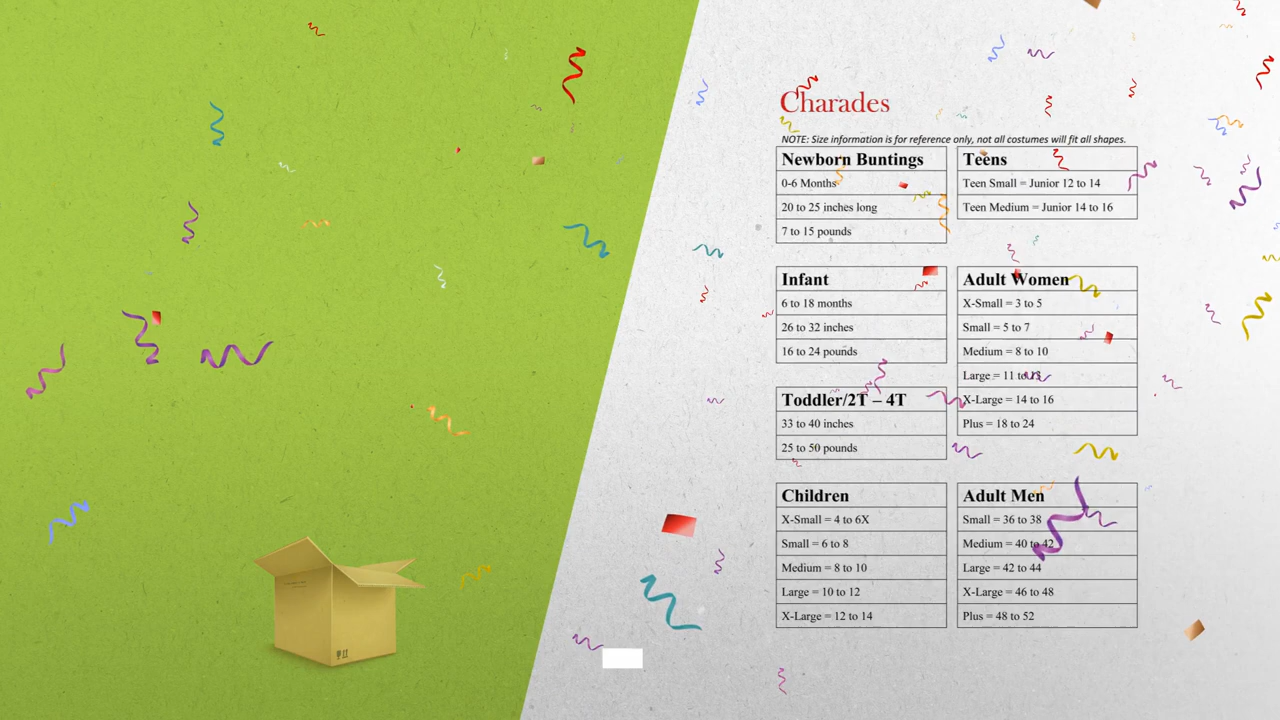 Charades
NOTE: Size information is for reference only, not all costumes will fit all shapes.
Newborn Buntings
0-6 Months
20 to 25 inches long
7 to 15 pounds
Infant
6 to 18 months
26 to 32 inches
16 to 24 pounds
Toddler/2T – 4T
33 to 40 inches
25 to 50 pounds
Children
X-Small = 4 to 6X
Small = 6 to 8
Medium = 8 to 10
Large = 10 to 12
X-Large = 12 to 14
Teens
Teen Small = Junior 12 to 14
Teen Medium = Junior 14 to 16
Adult Women
X-Small = 3 to 5
Small = 5 to 7
Medium = 8 to 10
Large = 11 to
X-Large = 14 to 16
Plus = 18 to 24
Adult Men
Small = 36 to 38
Medium = 40 to 42
Large = 42 to 44
X-Large = 46 to 48
Plus = 48 to 52